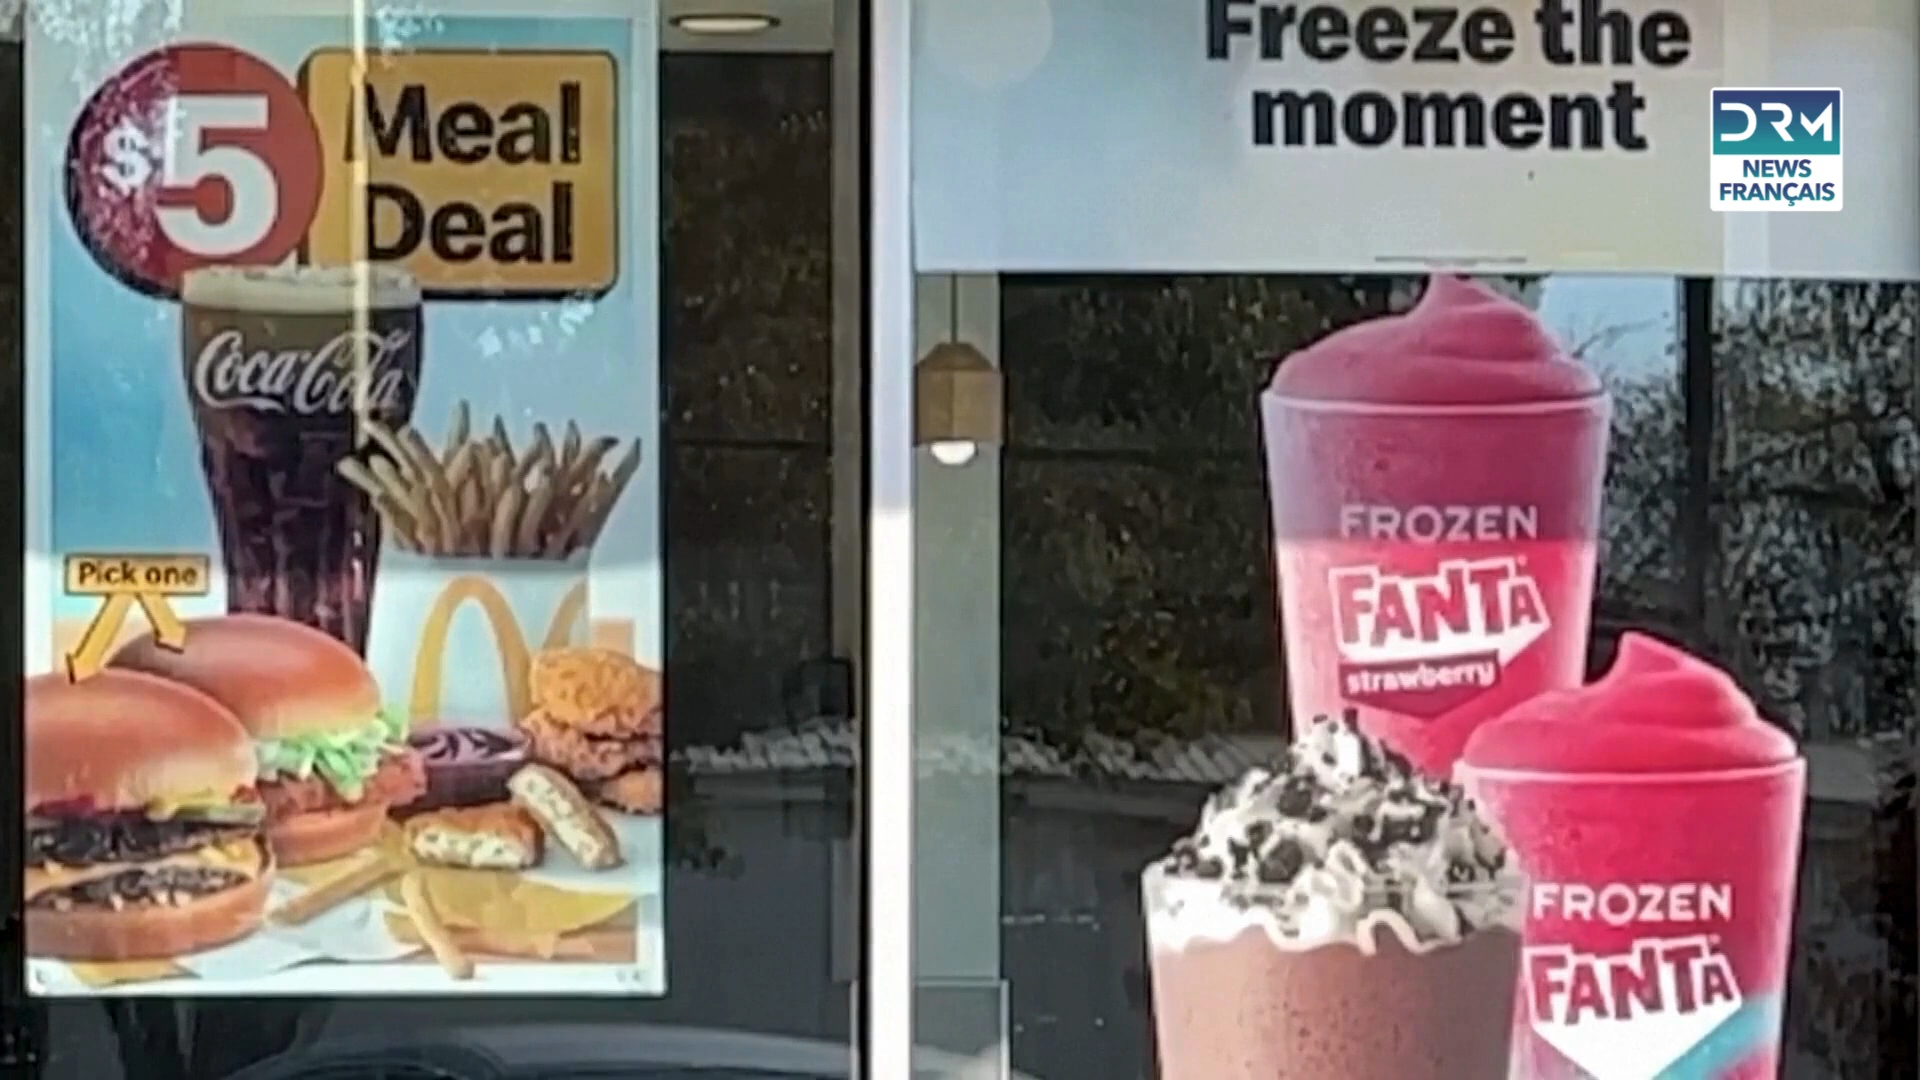 $5
Meal
Deal
Coca-Cola
Pick one
Freeze the
moment
FROZEN
FANTA
strawberry
FROZEN
FANTA
DRM
NEWS
FRANÇAIS